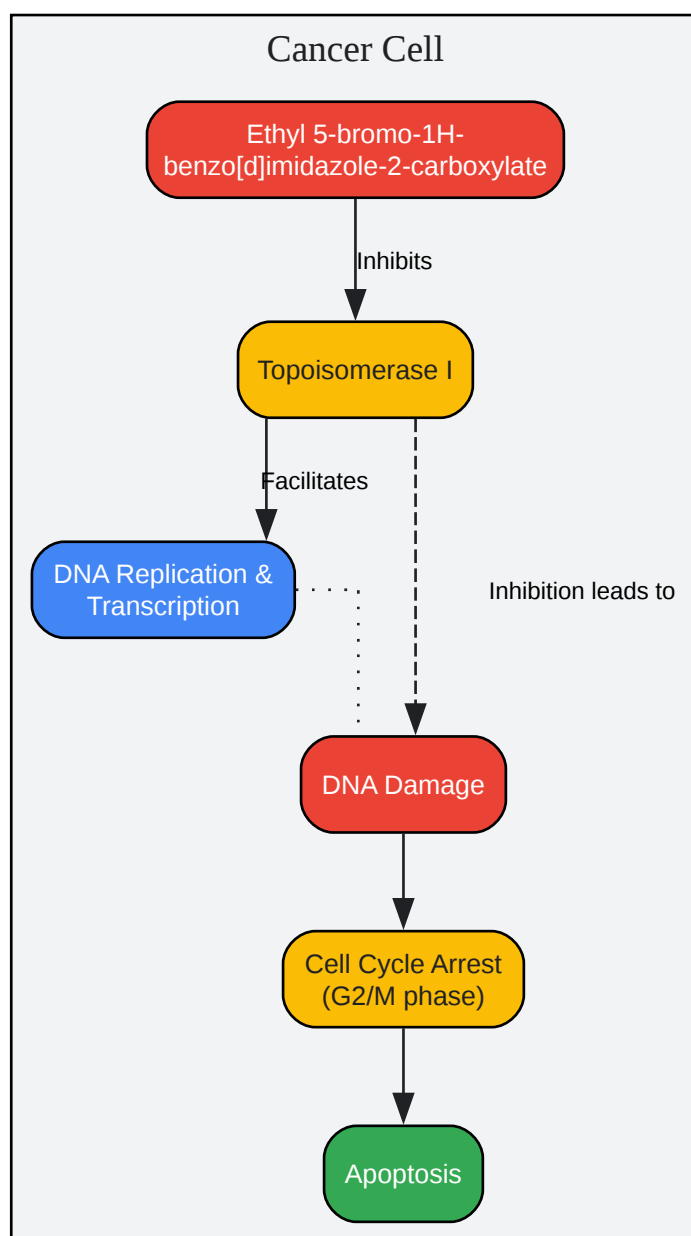 Cancer Cell
Ethyl 5-bromo-1H-
benzo[d]imidazole-2-carboxylate
Inhibits
Topoisomerase I
Facilitates
DNA Replication &
Transcription
Inhibition leads to
DNA Damage
Cell Cycle Arrest
(G2/M phase)
Apoptosis